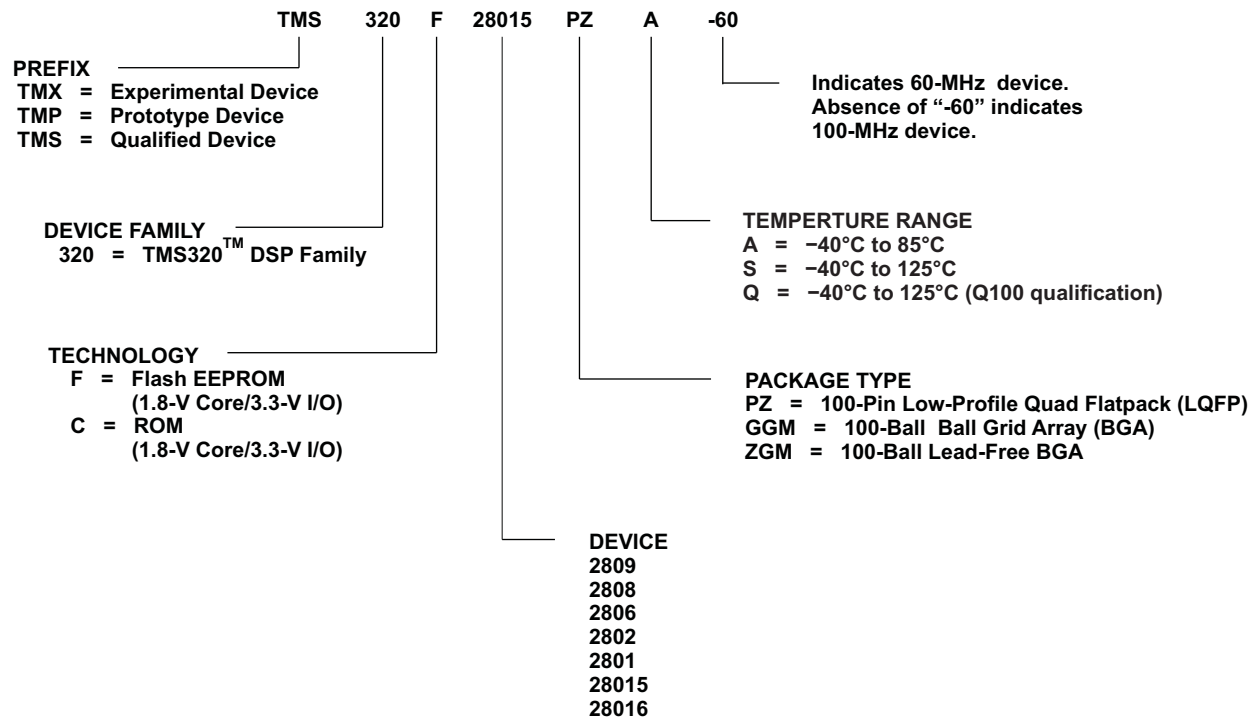 TMS 320 F 28015 PZ A -60
PREFIX
TMX = Experimental Device
TMP = Prototype Device
TMS = Qualified Device
Indicates 60-MHz device.
Absence of “-60” indicates
100-MHz device.
DEVICE FAMILY
320 = TMS320™ DSP Family
TEMPERTURE RANGE
A = −40°C to 85°C
S = −40°C to 125°C
Q = −40°C to 125°C (Q100 qualification)
TECHNOLOGY
F = Flash EEPROM
(1.8-V Core/3.3-V I/O)
C = ROM
(1.8-V Core/3.3-V I/O)
PACKAGE TYPE
PZ = 100-Pin Low-Profile Quad Flatpack (LQFP)
GGM = 100-Ball Ball Grid Array (BGA)
ZGM = 100-Ball Lead-Free BGA
DEVICE
2809
2808
2806
2802
2801
28015
28016